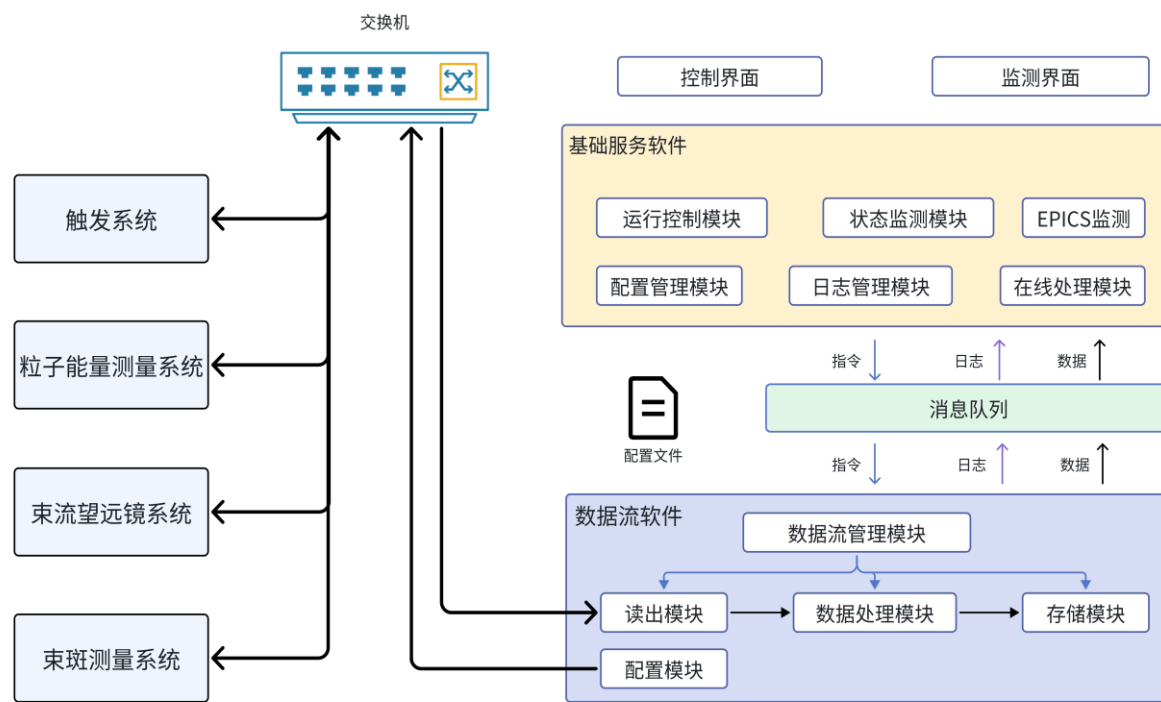 交换机
控制界面
监测界面
基础服务软件
触发系统
运行控制模块
状态监测模块
EPICS监测
配置管理模块
日志管理模块
在线处理模块
粒子能量测量系统
指令
日志
数据
消息队列
配置文件
指令
日志
数据
束流望远镜系统
数据流软件
数据流管理模块
读出模块
数据处理模块
存储模块
束斑测量系统
配置模块